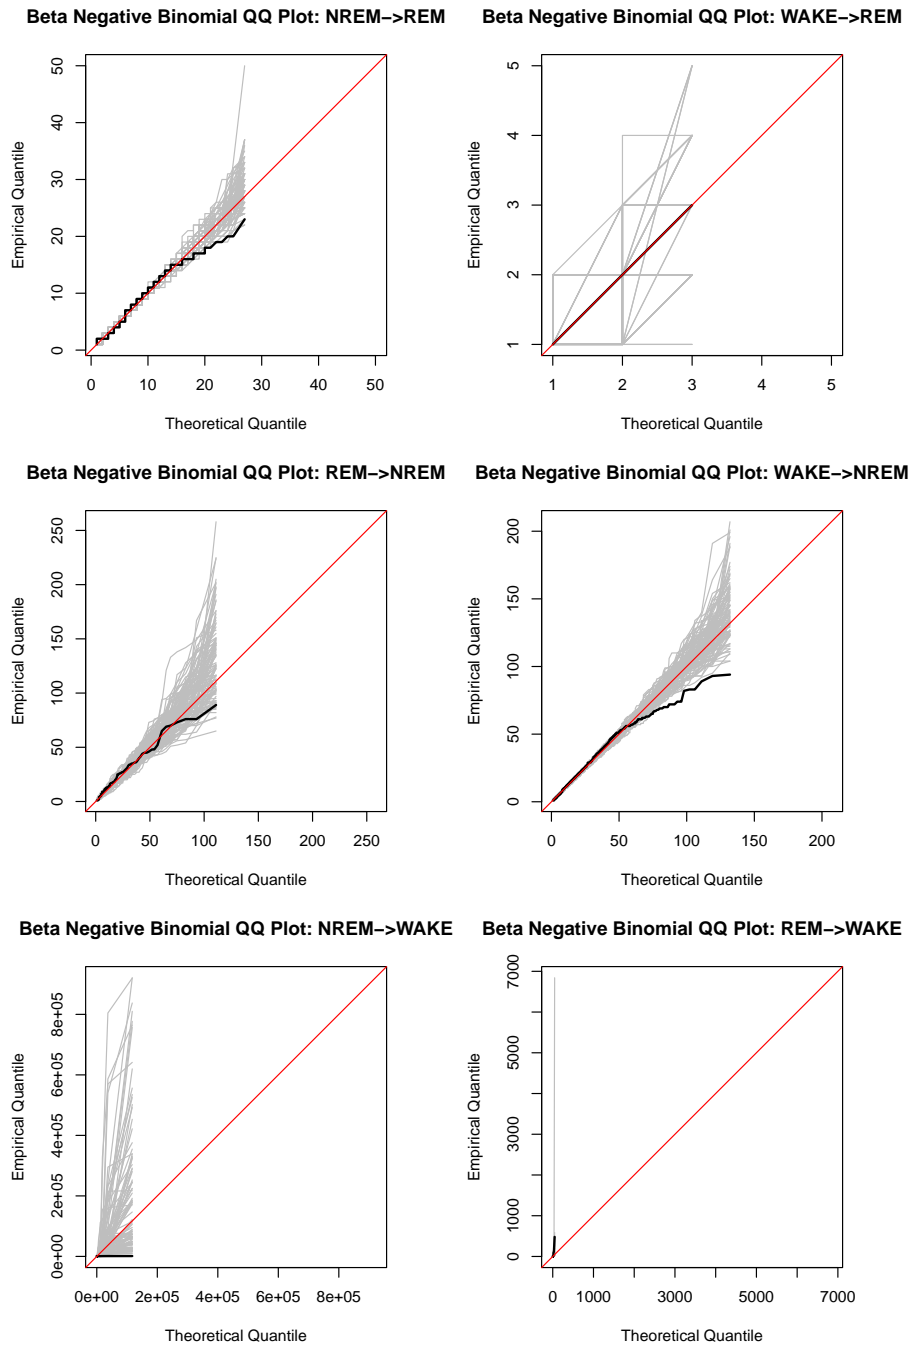 Beta Negative Binomial QQ Plot: NREM−>REM
Empirical Quantile
0 10 20 30 40 50
0 10 20 30 40 50
Theoretical Quantile
Beta Negative Binomial QQ Plot: WAKE−>REM
Empirical Quantile
1 2 3 4 5
1 2 3 4 5
Theoretical Quantile
Beta Negative Binomial QQ Plot: REM−>NREM
Empirical Quantile
0 50 100 150 200 250
0 50 100 150 200 250
Theoretical Quantile
Beta Negative Binomial QQ Plot: WAKE−>NREM
Empirical Quantile
0 50 100 150 200
0 50 100 150 200
Theoretical Quantile
Beta Negative Binomial QQ Plot: NREM−>WAKE
Empirical Quantile
0e+00 2e+05 4e+05 6e+05 8e+05
0e+00 2e+05 4e+05 6e+05 8e+05
Theoretical Quantile
Beta Negative Binomial QQ Plot: REM−>WAKE
Empirical Quantile
0 1000 3000 5000 7000
0 1000 3000 5000 7000
Theoretical Quantile